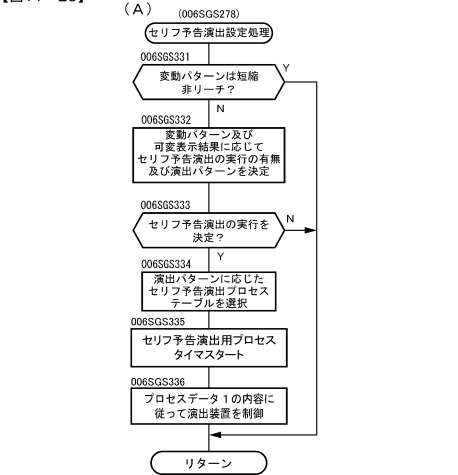 (A)
(006SGS278)
セリフ予告演出設定処理
006SGS331
変動パターンは短縮
非リーチ？
Y
N
006SGS332
変動パターン及び
可変表示結果に応じて
セリフ予告演出の実行の有無
及び演出パターンを決定
006SGS333
セリフ予告演出の実行を
決定？
N
Y
006SGS334
演出パターンに応じた
セリフ予告演出プロセス
テーブルを選択
006SGS335
セリフ予告演出用プロセス
タイマスタート
006SGS336
プロセスデータ１の内容に
従って演出装置を制御
リターン